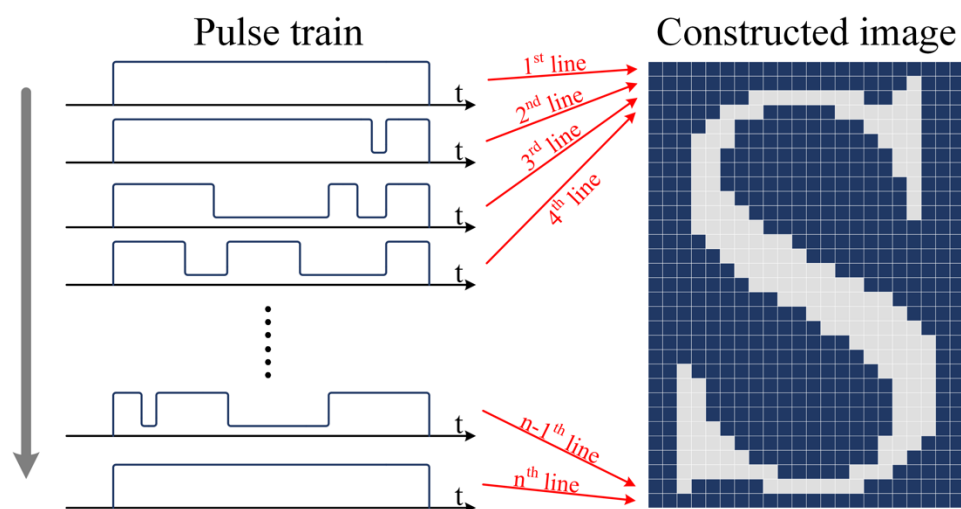 Pulse train
Constructed image
t
1st line
t
2nd line
t
3rd line
t
4th line
t
n-1th line
t
nth line
S